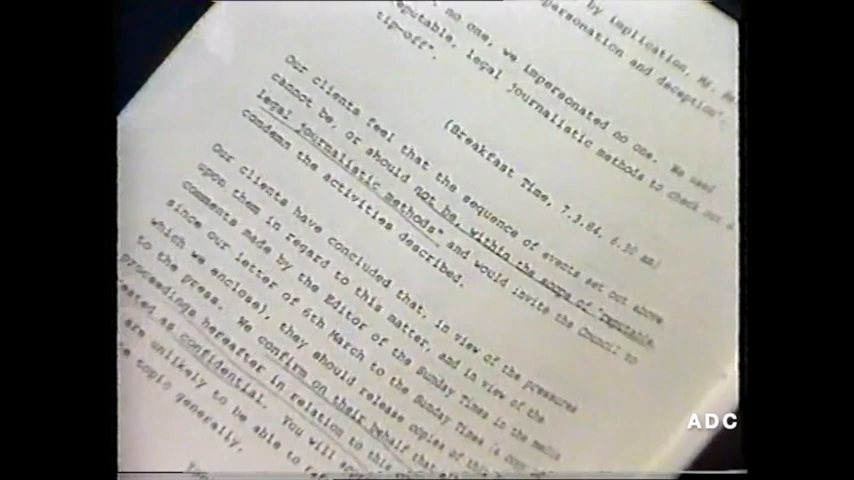 by implication, Mr.
impersonation and deception".
no one, we impersonated no one. We used
reputable, legal journalistic methods to check out a
tip-off".
(Breakfast Time, 7.3.84, 6.30 am)
Our clients feel that the sequence of events set out above
cannot be, or should not be, within the scope of "reputable
legal journalistic methods" and would invite the Council to
condemn the activities described.
Our clients have concluded that, in view of the pressures
upon them in regard to this matter, and in view of the
comments made by the Editor of the Sunday Times in the media
since our letter of 6th March to the Sunday Times (a copy of
which we enclose), they should release copies of this
to the press. We confirm on their behalf that
proceedings hereafter in relation to this
treated as confidential. You will
are unlikely to be able to
topic generally.
ADC